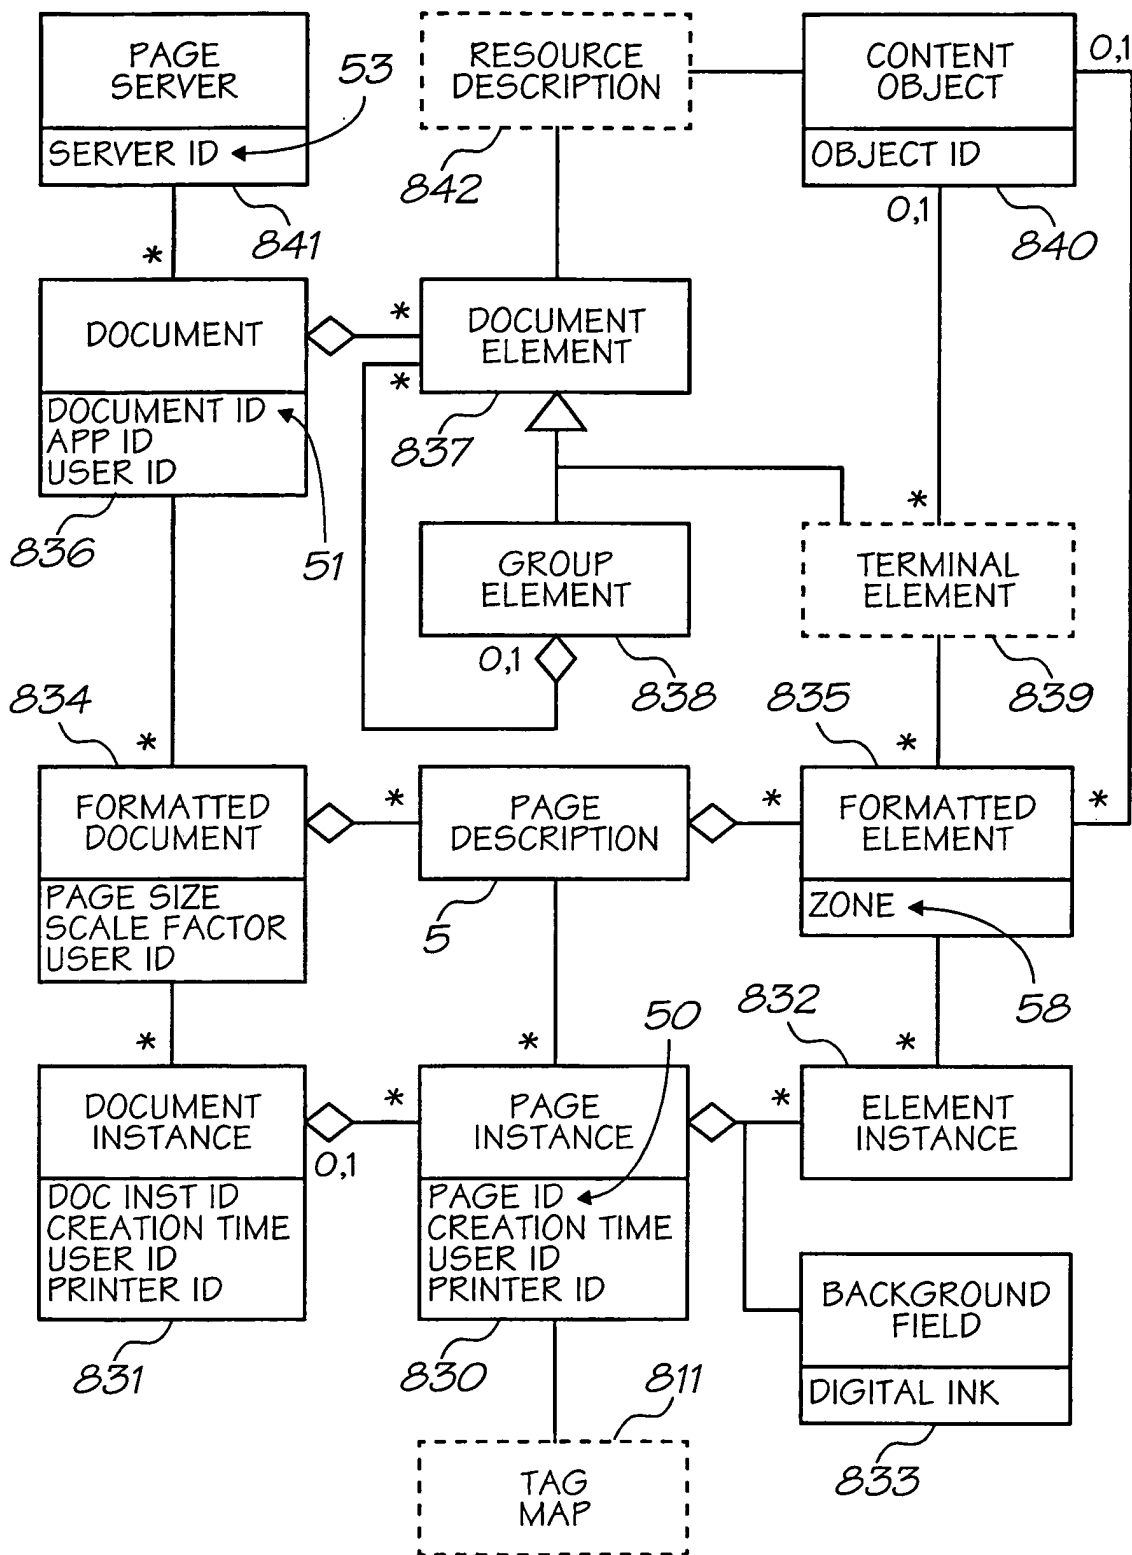 PAGE
SERVER
SERVER ID
53
841
*
RESOURCE
DESCRIPTION
842
CONTENT
OBJECT
OBJECT ID
0,1
0,1
840
DOCUMENT
DOCUMENT ID
APP ID
USER ID
836
51
*
*
DOCUMENT
ELEMENT
837
GROUP
ELEMENT
0,1
838
*
TERMINAL
ELEMENT
839
834
*
FORMATTED
DOCUMENT
PAGE SIZE
SCALE FACTOR
USER ID
*
PAGE
DESCRIPTION
5
*
835
*
FORMATTED
ELEMENT
*
ZONE
58
*
DOCUMENT
INSTANCE
0,1
DOC INST ID
CREATION TIME
USER ID
PRINTER ID
831
*
*
50
PAGE
INSTANCE
PAGE ID
CREATION TIME
USER ID
PRINTER ID
830
*
832
*
ELEMENT
INSTANCE
BACKGROUND
FIELD
DIGITAL INK
833
811
TAG
MAP